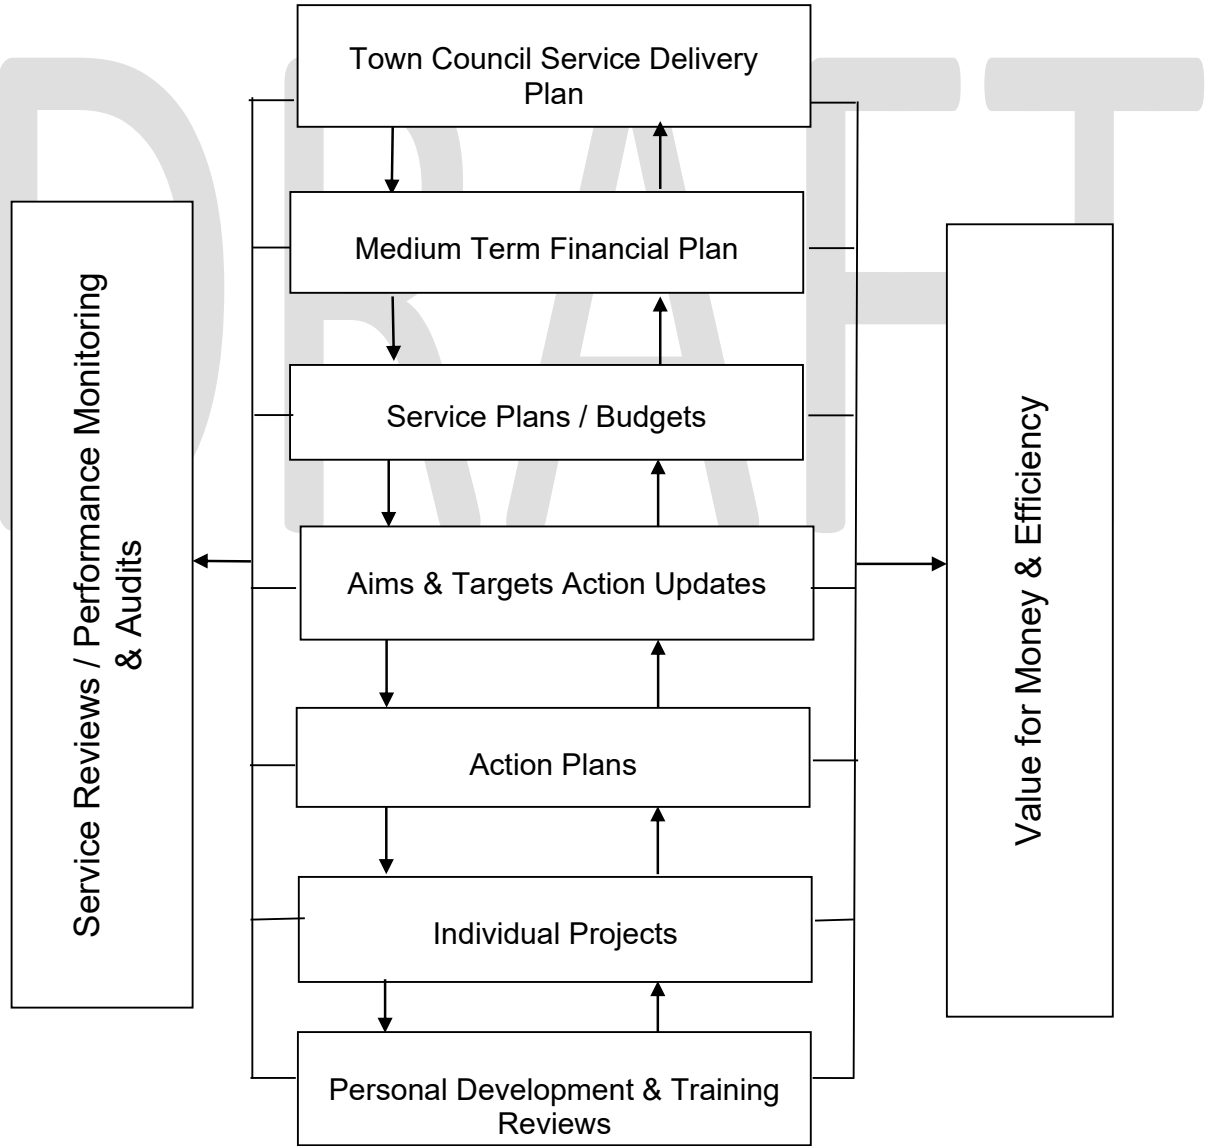 DRAFT
Town Council Service Delivery
Plan
Medium Term Financial Plan
Service Plans / Budgets
Aims & Targets Action Updates
Action Plans
Individual Projects
Personal Development & Training
Reviews
Service Reviews / Performance Monitoring
& Audits
Value for Money & Efficiency